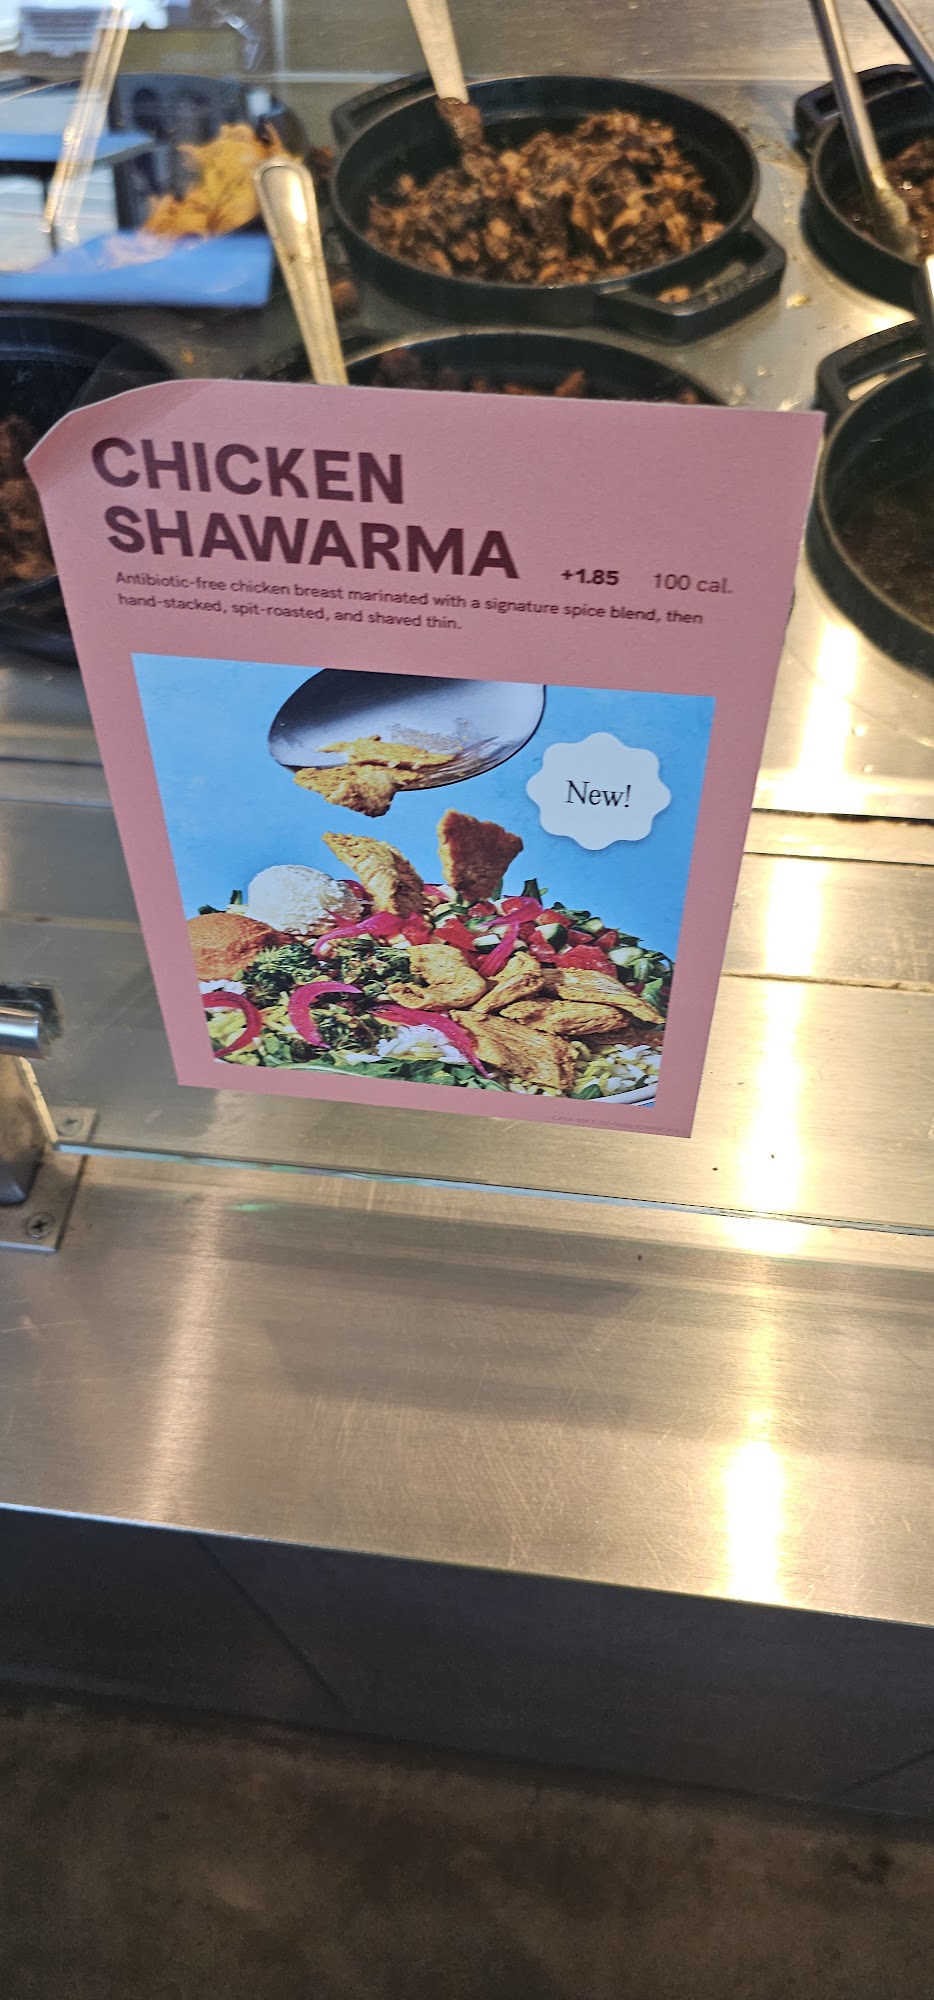 CHICKEN
SHAWARMA +1.85 100 cal.
Antibiotic-free chicken breast marinated with a signature spice blend, then
hand-stacked, spit-roasted, and shaved thin.
New!